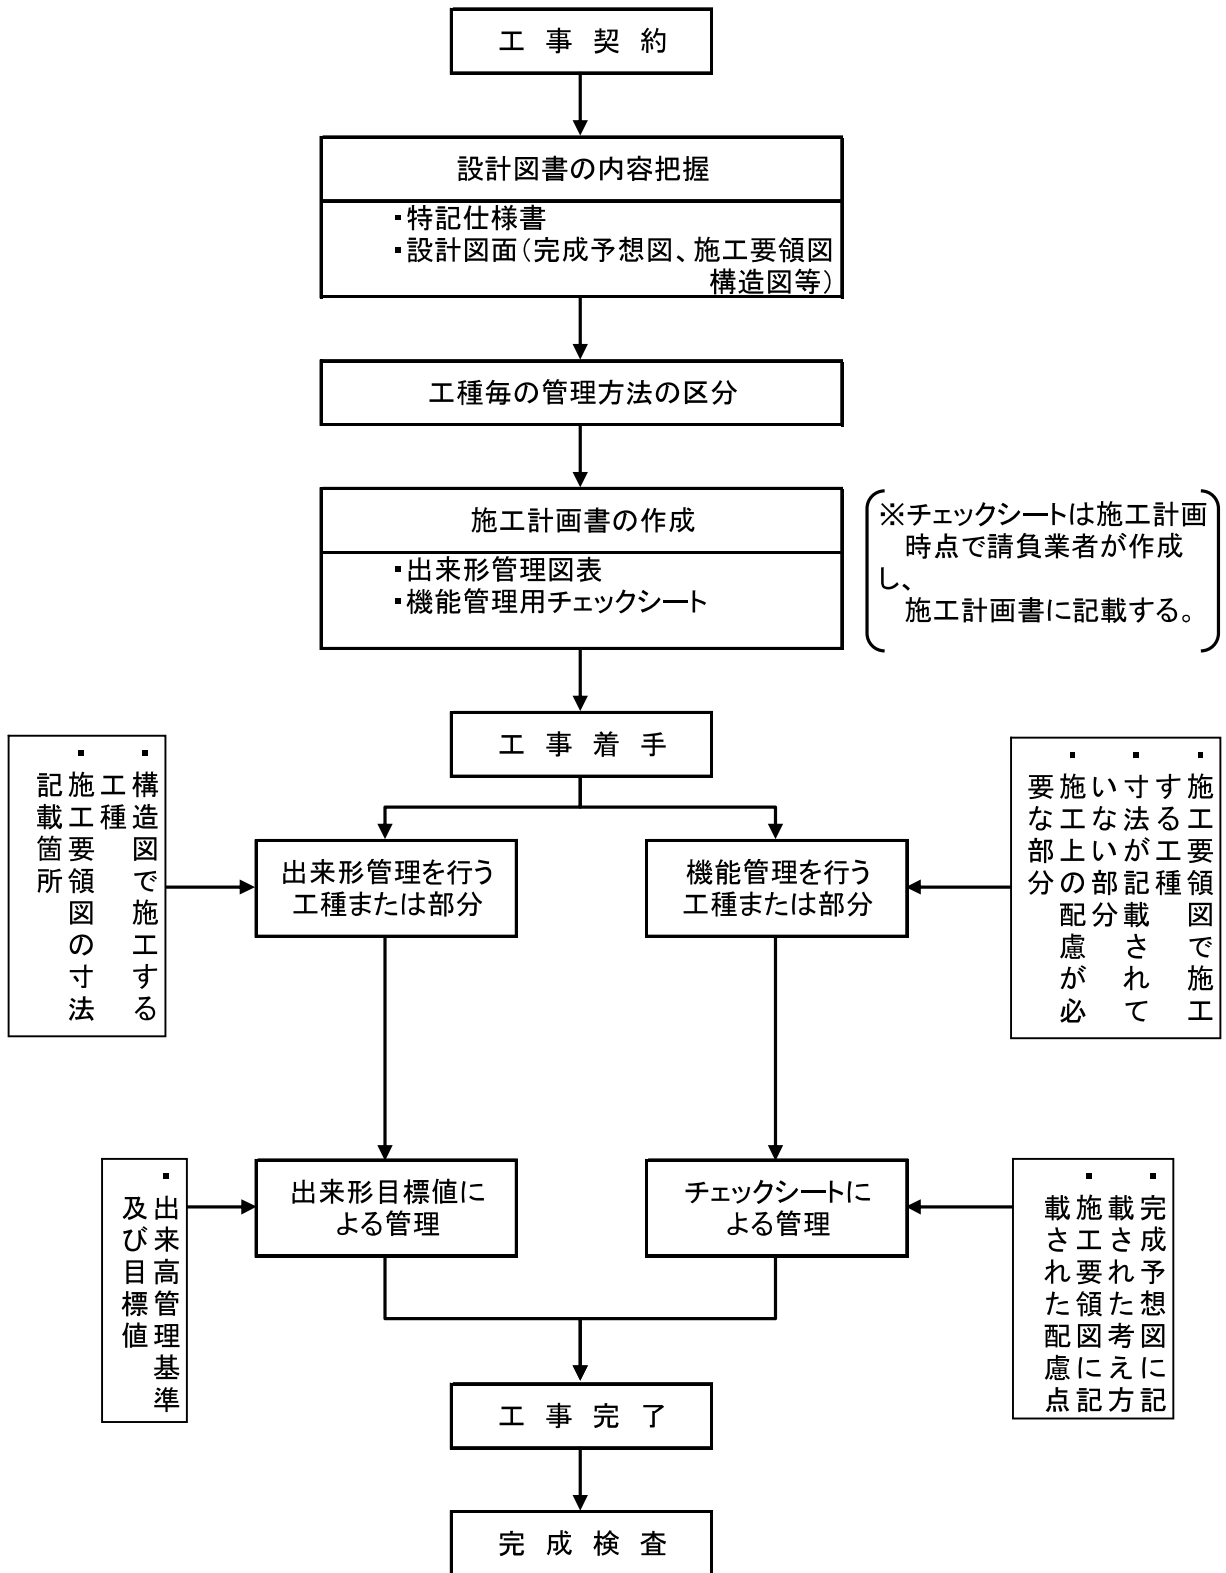 工事契約
設計図書の内容把握
・特記仕様書
・設計図面（完成予想図、施工要領図
構造図等）
工種毎の管理方法の区分
施工計画書の作成
・出来形管理図表
・機能管理用チェックシート
※チェックシートは施工計画
時点で請負業者が作成
し、
施工計画書に記載する。
工事着手
・構造図で施工する
工種
・施工要領図の寸法
記載箇所
出来形管理を行う
工種または部分
機能管理を行う
工種または部分
・施工要領図で施工
する工種
・寸法が記載されて
いない部分
・施工上の配慮が必
要な部分
・出来高管理基準
及び目標値
出来形目標値に
よる管理
チェックシートに
よる管理
・完成予想図に記
載された考え方
・施工要領図に記
載された配慮点
工事完了
完成検査